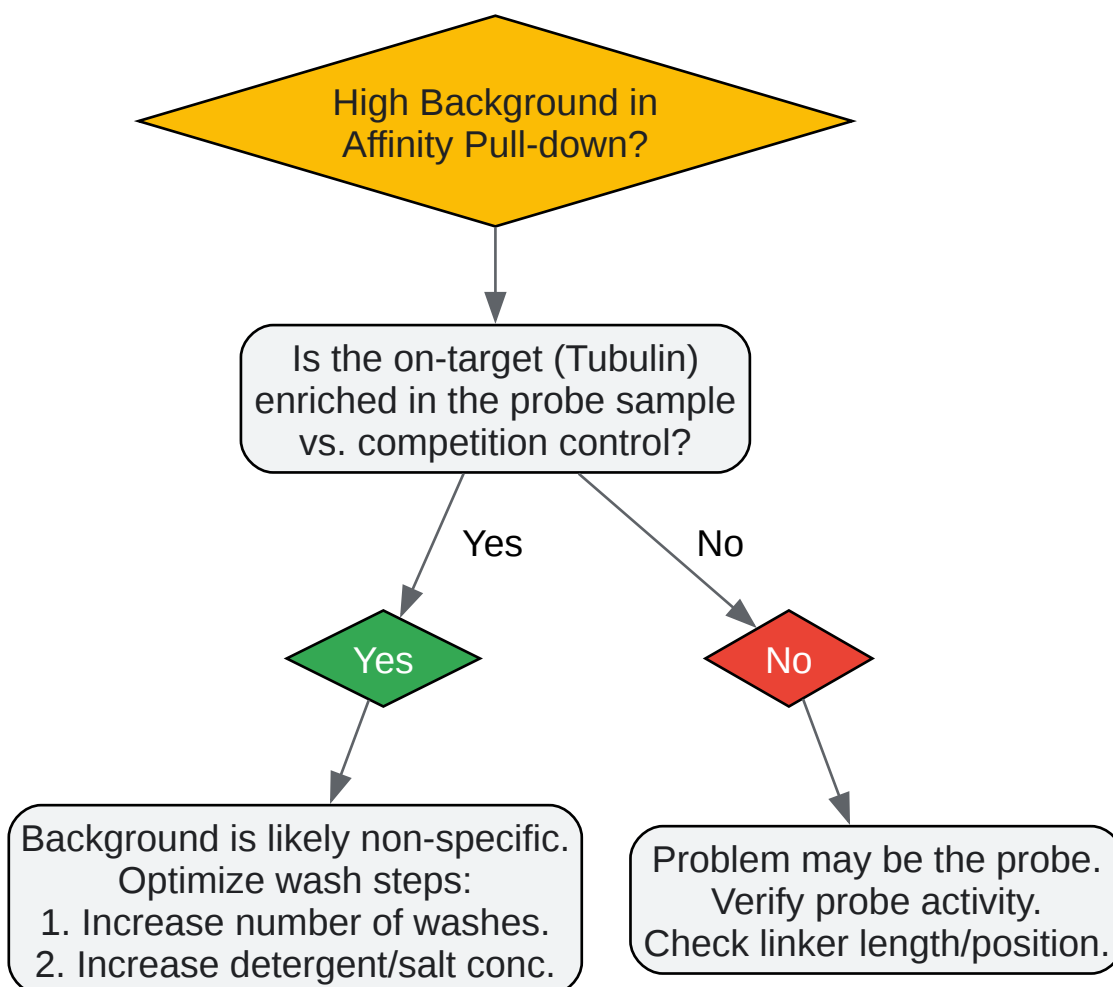 High Background in
Affinity Pull-down?
Is the on-target (Tubulin)
enriched in the probe sample
vs. competition control?
Yes
No
Yes
No
Background is likely non-specific.
Optimize wash steps:
1. Increase number of washes.
2. Increase detergent/salt conc.
Problem may be the probe.
Verify probe activity.
Check linker length/position.